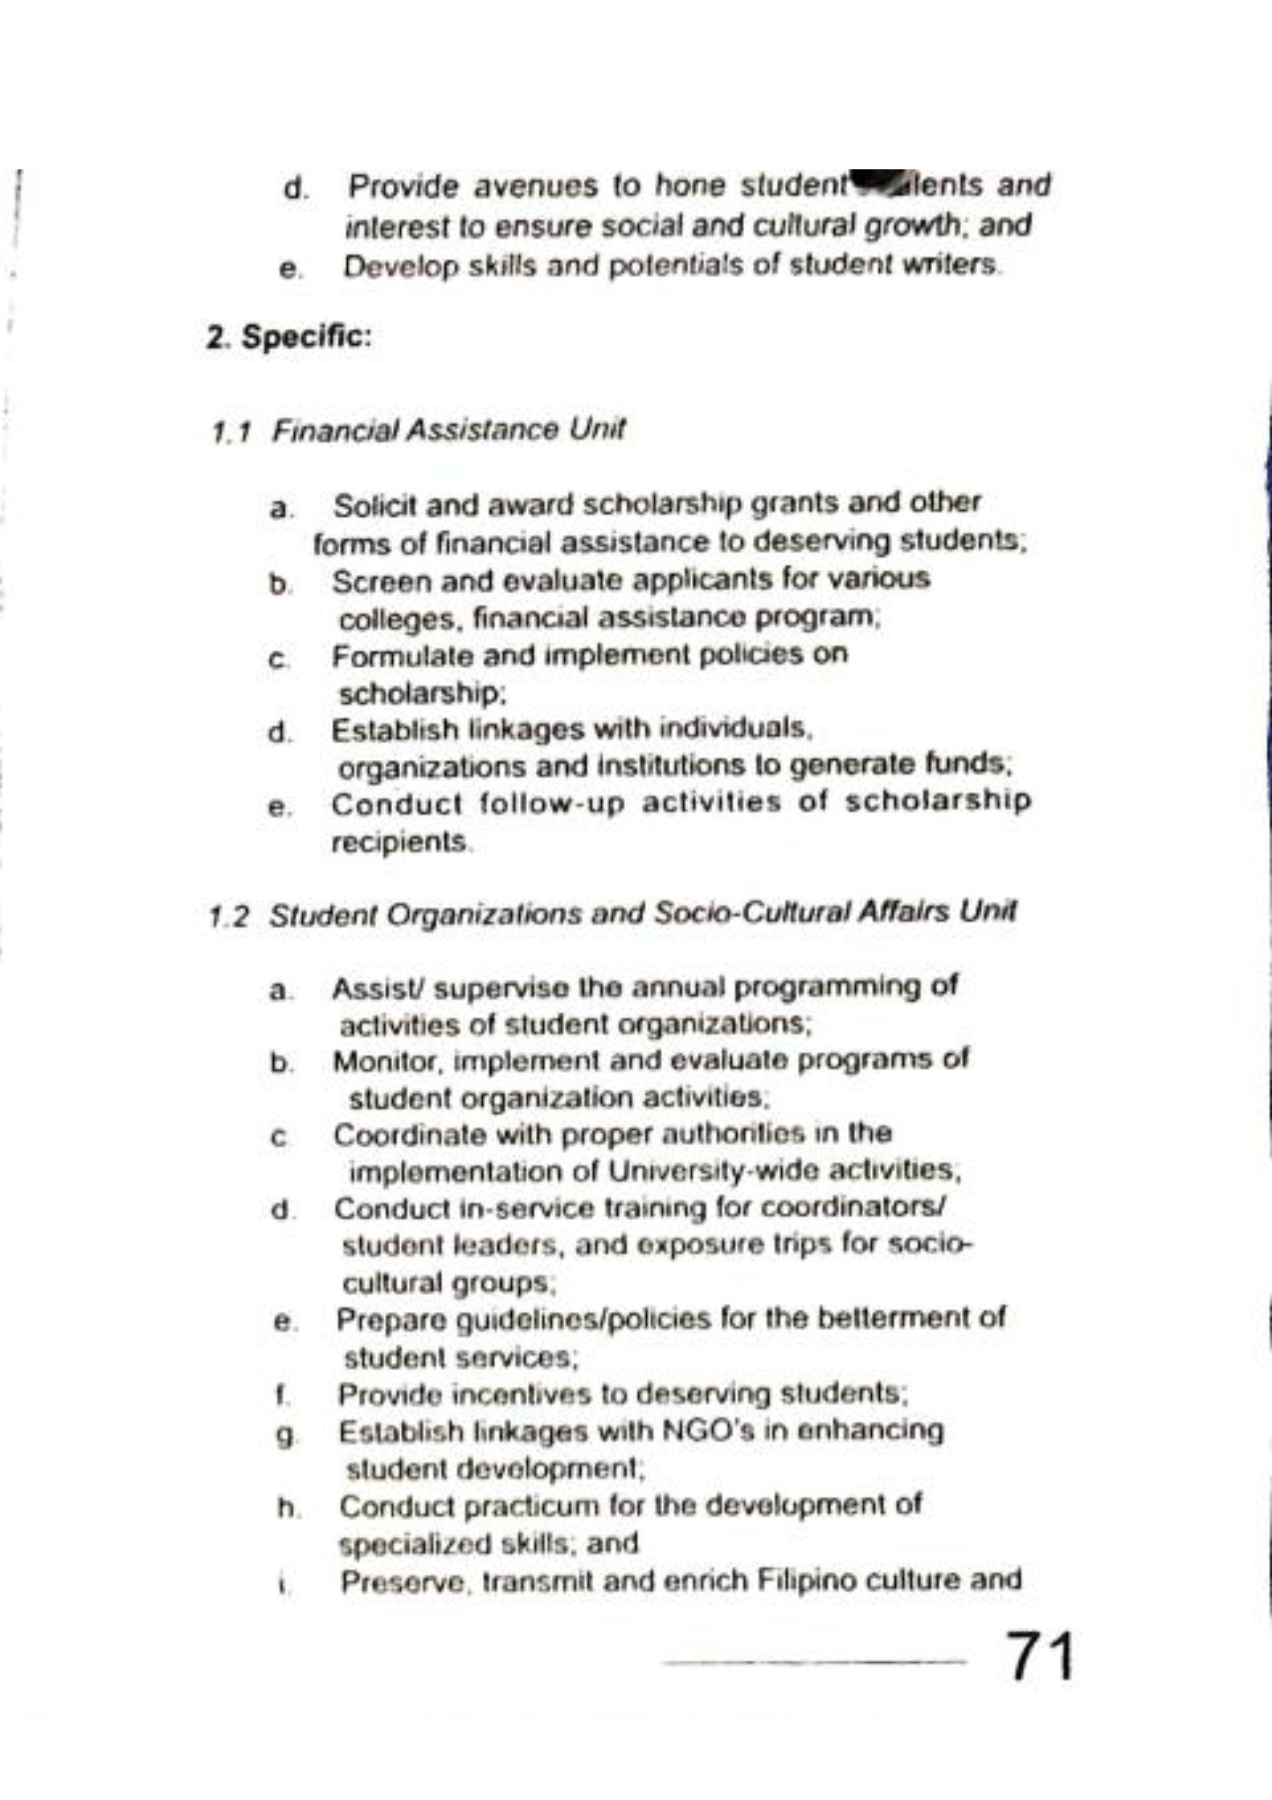 d. Provide avenues to hone student and
interest to ensure social and cultural growth; and
e. Develop skills and potentials of student writers.
2. Specific:
1.1 Financial Assistance Unit
a. Solicit and award scholarship grants and other
forms of financial assistance to deserving students;
b. Screen and evaluate applicants for various
colleges, financial assistance program;
c. Formulate and implement policies on
scholarship;
d. Establish linkages with individuals,
organizations and institutions to generate funds;
e. Conduct follow-up activities of scholarship
recipients.
1.2 Student Organizations and Socio-Cultural Affairs Unit
a. Assist/ supervise the annual programming of
activities of student organizations;
b. Monitor, implement and evaluate programs of
student organization activities;
c Coordinate with proper authorities in the
implementation of University-wide activities;
d. Conduct in-service training for coordinators/
student leaders, and exposure trips for socio-
cultural groups;
e. Prepare guidelines/policies for the betterment of
student services;
f. Provide incentives to deserving students;
g. Establish linkages with NGO's in enhancing
student development;
h. Conduct practicum for the development of
specialized skills; and
i. Preserve, transmit and enrich Filipino culture and
71